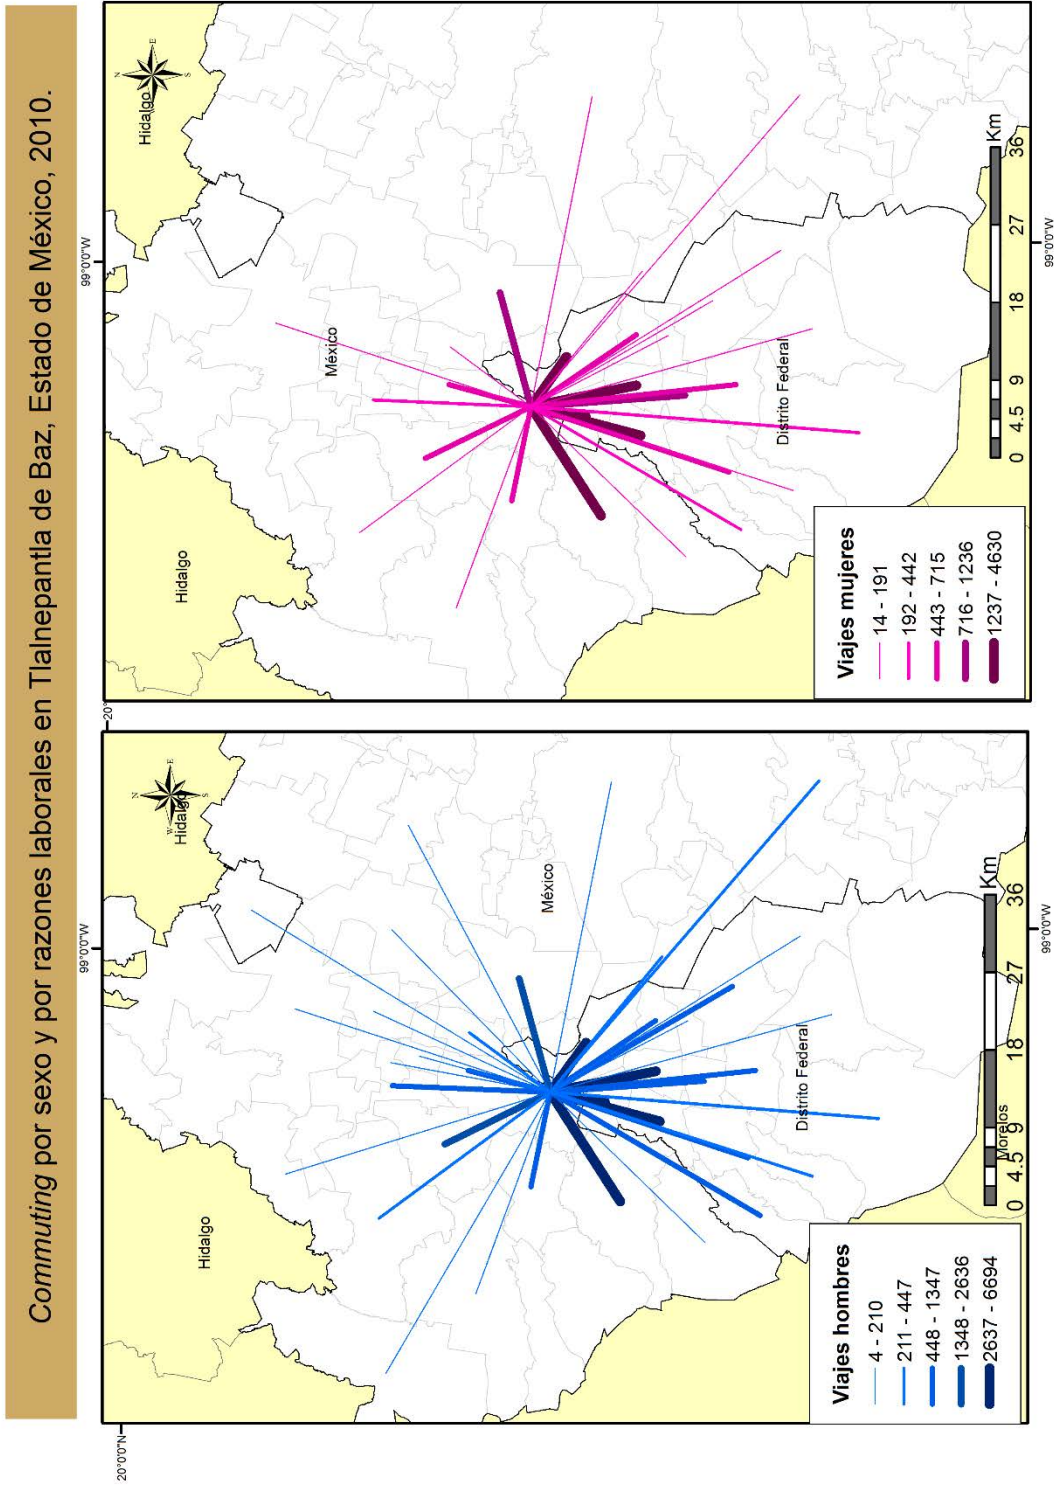 Commuting por sexo y por razones laborales en Tlalnepantla de Baz, Estado de México, 2010.
99°0'0"W
20°0'0"N
Hidalgo
N
W
E
S
Hidalgo
México
Distrito Federal
Morelos
Viajes hombres
4 - 210
211 - 447
448 - 1347
1348 - 2636
2637 - 6694
0 4.5 9 18 27 36
Km
99°0'0"W
99°0'0"W
20°
Hidalgo
N
E
S
Hidalgo
México
Distrito Federal
Viajes mujeres
14 - 191
192 - 442
443 - 715
716 - 1236
1237 - 4630
0 4.5 9 18 27 36
Km
99°0'0"W